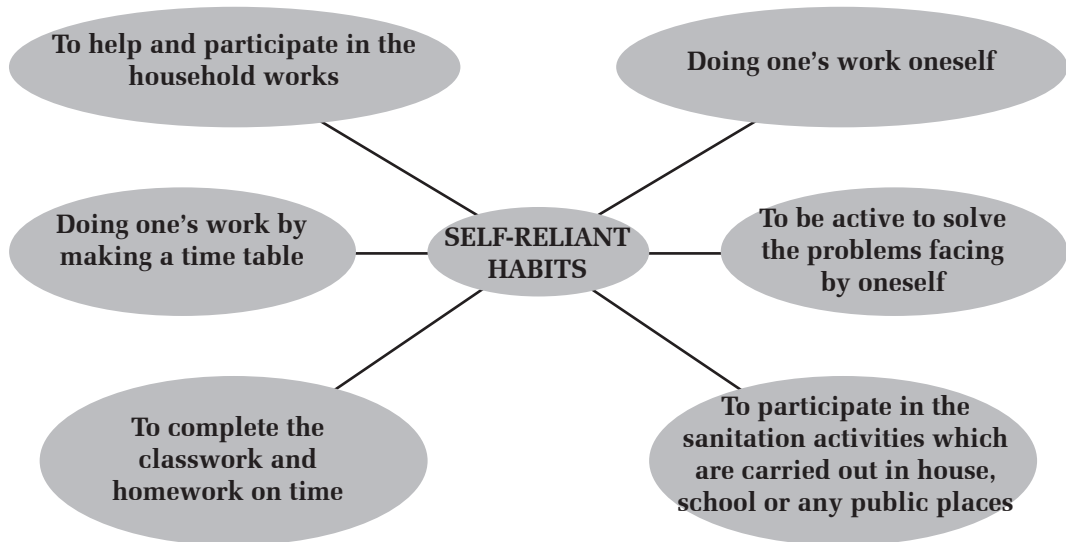 To help and participate in the
household works
Doing one's work oneself
Doing one's work by
making a time table
SELF-RELIANT
HABITS
To be active to solve
the problems facing
by oneself
To complete the
classwork and
homework on time
To participate in the
sanitation activities which
are carried out in house,
school or any public places